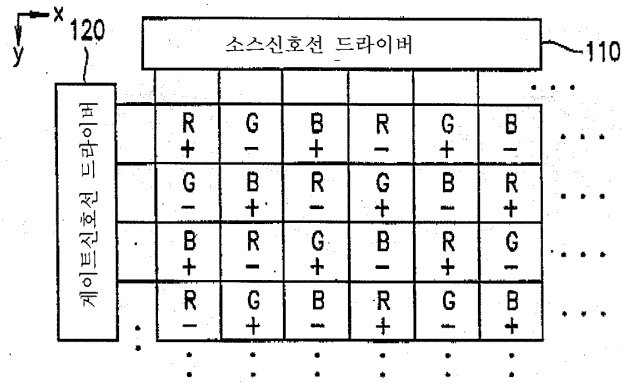 x
y
120
소스신호선 드라이버
110
게이트신호선 드라이버
R G B R G B
+ - + - + -
G B R G B R
- + - + - +
B R G B R G
+ - + - + -
R G B R G B
- + - + - +